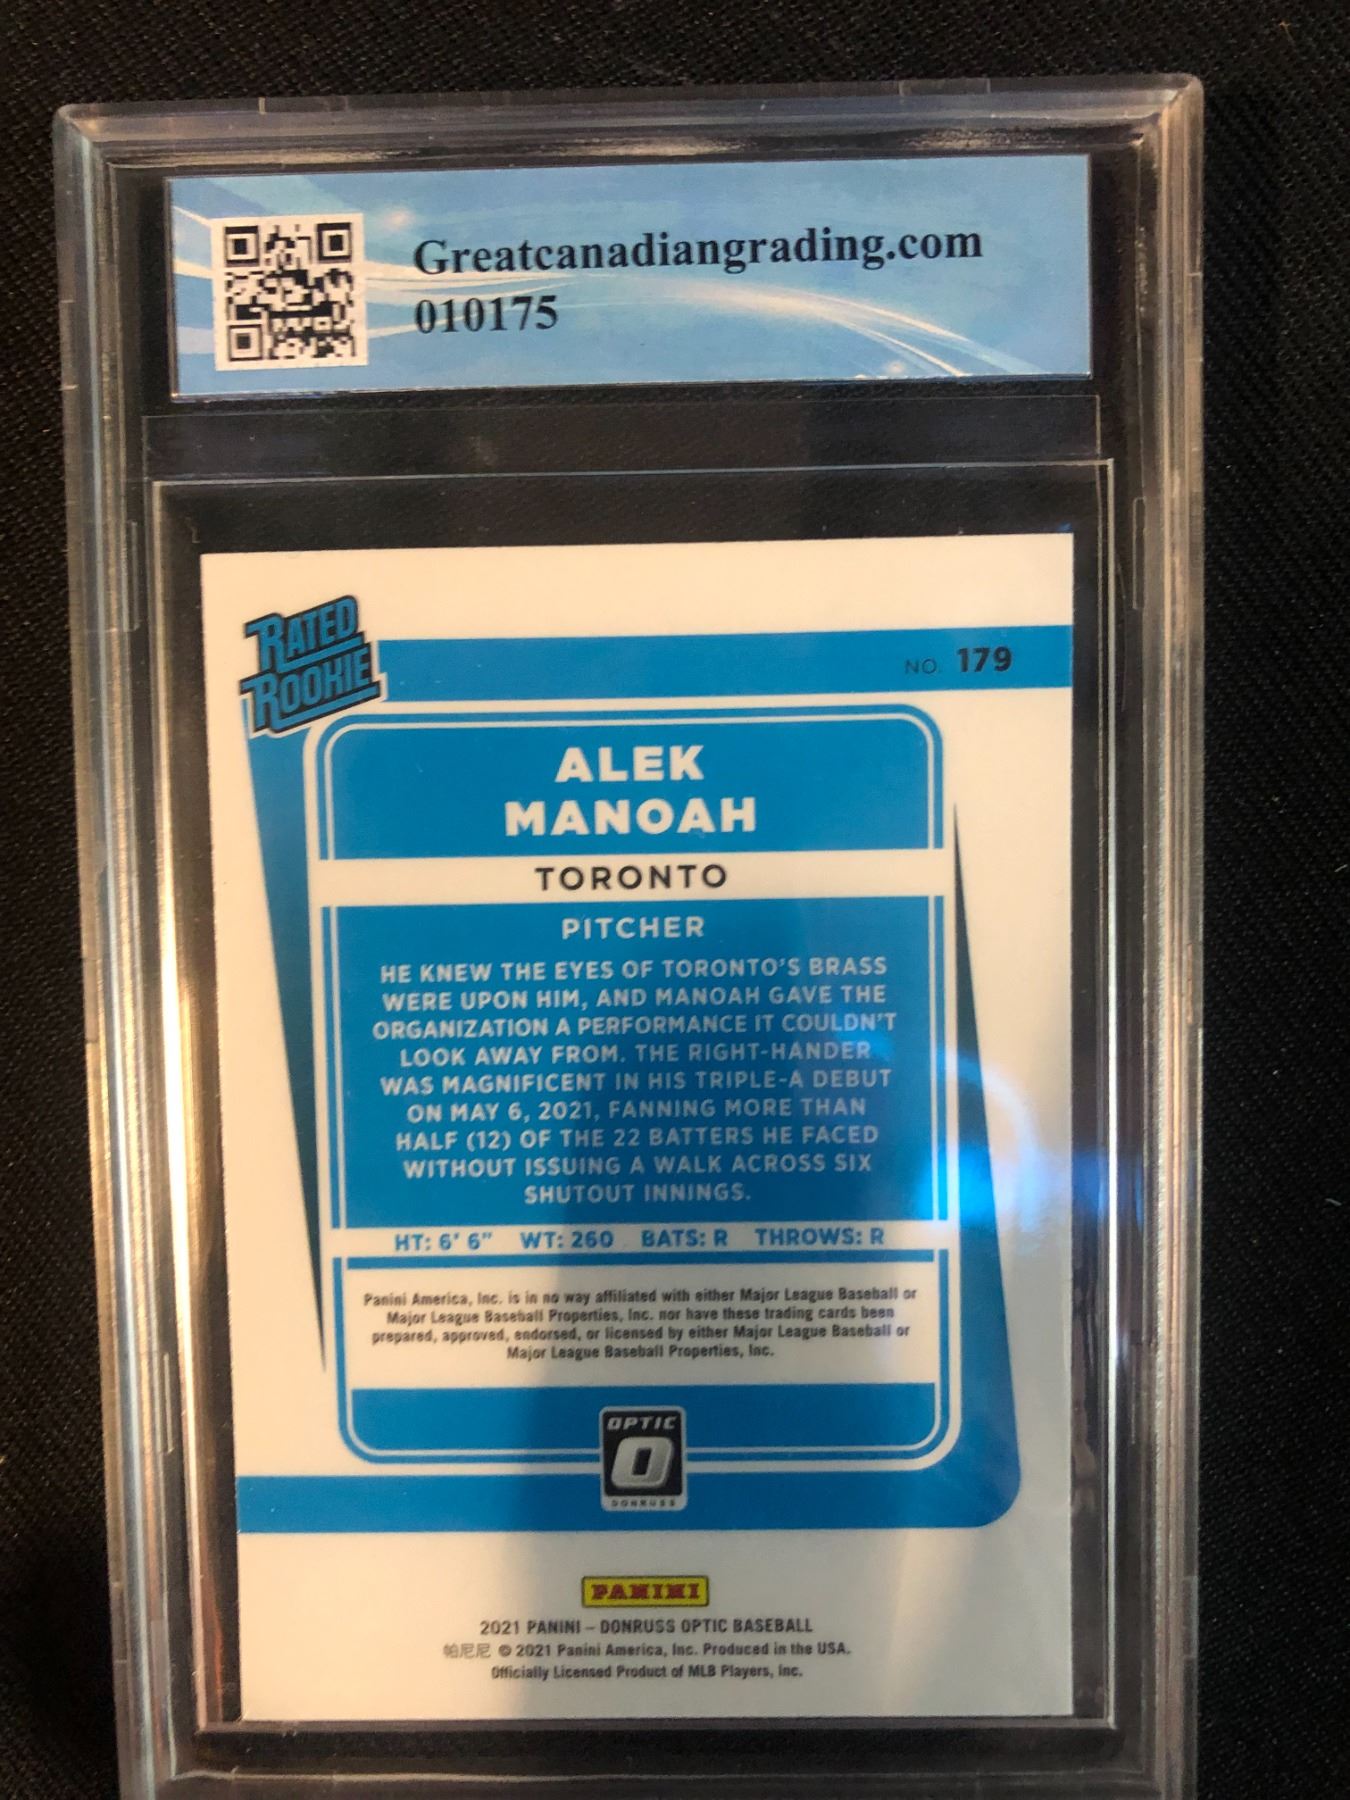 Greatcanadiangrading.com
010175
RATED
ROOKIE
NO. 179
ALEK
MANOAH
TORONTO
PITCHER
HE KNEW THE EYES OF TORONTO'S BRASS
WERE UPON HIM, AND MANOAH GAVE THE
ORGANIZATION A PERFORMANCE IT COULDN'T
LOOK AWAY FROM. THE RIGHT-HANDER
WAS MAGNIFICENT IN HIS TRIPLE-A DEBUT
ON MAY 6, 2021, FANNING MORE THAN
HALF (12) OF THE 22 BATTERS HE FACED
WITHOUT ISSUING A WALK ACROSS SIX
SHUTOUT INNINGS.
HT: 6' 6" WT: 260 BATS: R THROWS: R
Panini America, Inc. is in no way affiliated with either Major League Baseball or
Major League Baseball Properties, Inc. nor have these trading cards been
prepared, approved, endorsed, or licensed by either Major League Baseball or
Major League Baseball Properties, Inc.
OPTIC
O
DONRUSS
PANINI
2021 PANINI – DONRUSS OPTIC BASEBALL
帕尼尼 © 2021 Panini America, Inc. Produced in the USA.
Officially Licensed Product of MLB Players, Inc.